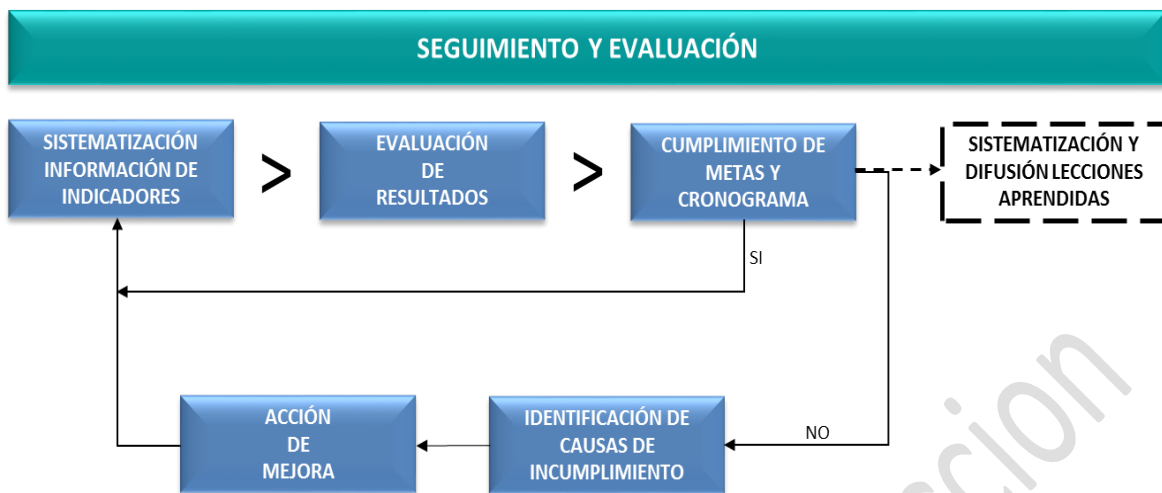 SEGUIMIENTO Y EVALUACIÓN
SISTEMATIZACIÓN
INFORMACIÓN DE
INDICADORES
>
EVALUACIÓN
DE
RESULTADOS
>
CUMPLIMIENTO DE
METAS Y
CRONOGRAMA
SISTEMATIZACIÓN Y
DIFUSIÓN LECCIONES
APRENDIDAS
SI
ACCIÓN
DE
MEJORA
IDENTIFICACIÓN DE
CAUSAS DE
INCUMPLIMIENTO
NO
ccion